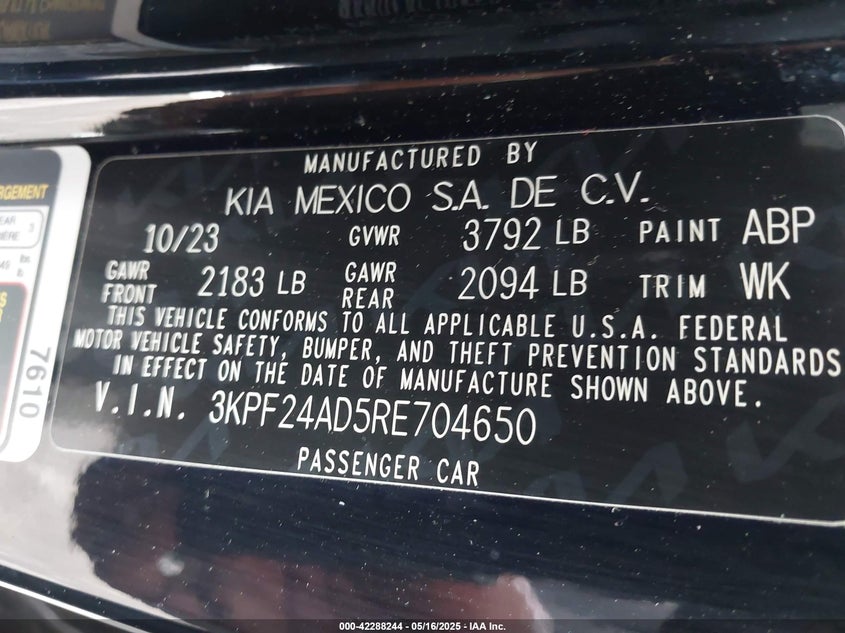 MANUFACTURED BY
KIA MEXICO S.A. DE C.V.
10/23 GVWR 3792 LB PAINT ABP
GAWR FRONT 2183 LB GAWR REAR 2094 LB TRIM WK
THIS VEHICLE CONFORMS TO ALL APPLICABLE U.S.A. FEDERAL
MOTOR VEHICLE SAFETY, BUMPER, AND THEFT PREVENTION STANDARDS
IN EFFECT ON THE DATE OF MANUFACTURE SHOWN ABOVE.
V.I.N. 3KPF24AD5RE704650
PASSENGER CAR
7610
000-42288244 / 05/16/2025 - IAA Inc.